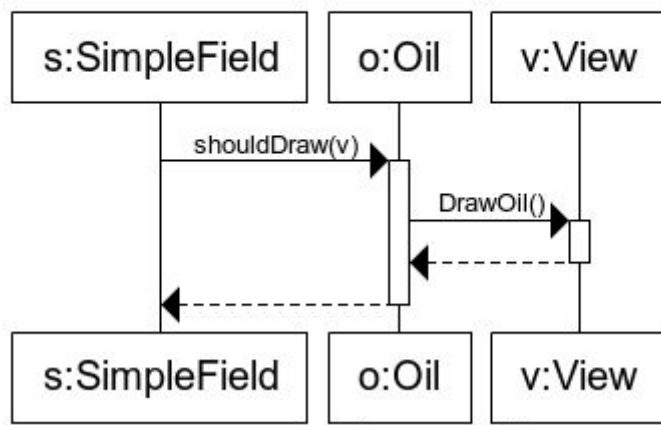 s:SimpleField
o:Oil
v:View
shouldDraw(v)
DrawOil()
s:SimpleField
o:Oil
v:View